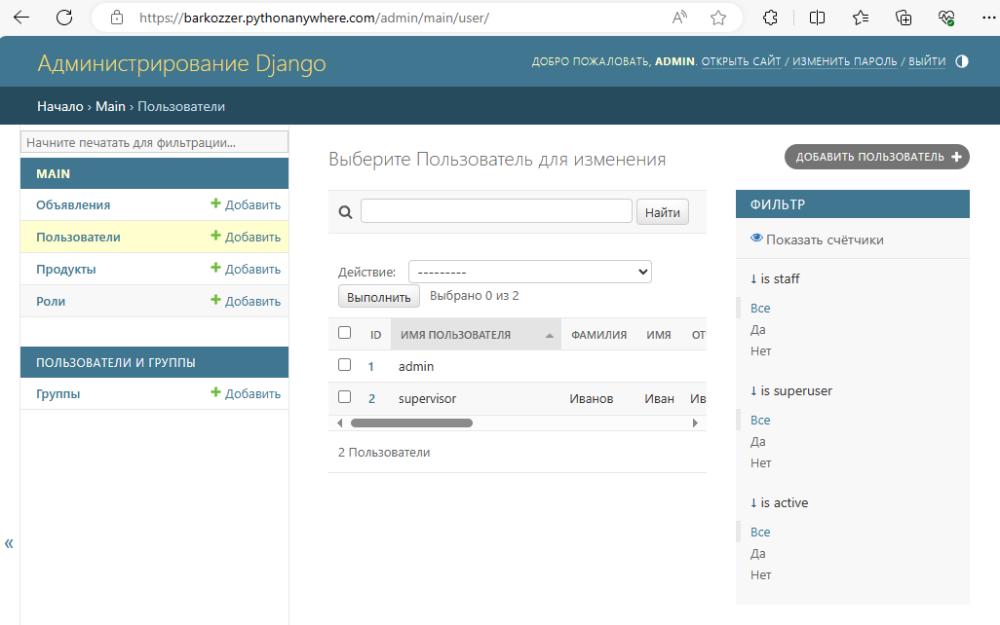 https://barkozzer.pythonanywhere.com/admin/main/user/
Администрирование Django
ДОБРО ПОЖАЛОВАТЬ, ADMIN. ОТКРЫТЬ САЙТ / ИЗМЕНИТЬ ПАРОЛЬ / ВЫЙТИ
Начало › Main › Пользователи
Начните печатать для фильтрации...
MAIN
Объявления + Добавить
Пользователи + Добавить
Продукты + Добавить
Роли + Добавить
ПОЛЬЗОВАТЕЛИ И ГРУППЫ
Группы + Добавить
«
Выберите Пользователь для изменения
ДОБАВИТЬ ПОЛЬЗОВАТЕЛЬ +
Найти
Действие: ---------
Выполнить Выбрано 0 из 2
ID ИМЯ ПОЛЬЗОВАТЕЛЯ ФАМИЛИЯ ИМЯ
1 admin
2 supervisor Иванов Иван Ив
2 Пользователи
ФИЛЬТР
Показать счётчики
↓ is staff
Все
Да
Нет
↓ is superuser
Все
Да
Нет
↓ is active
Все
Да
Нет